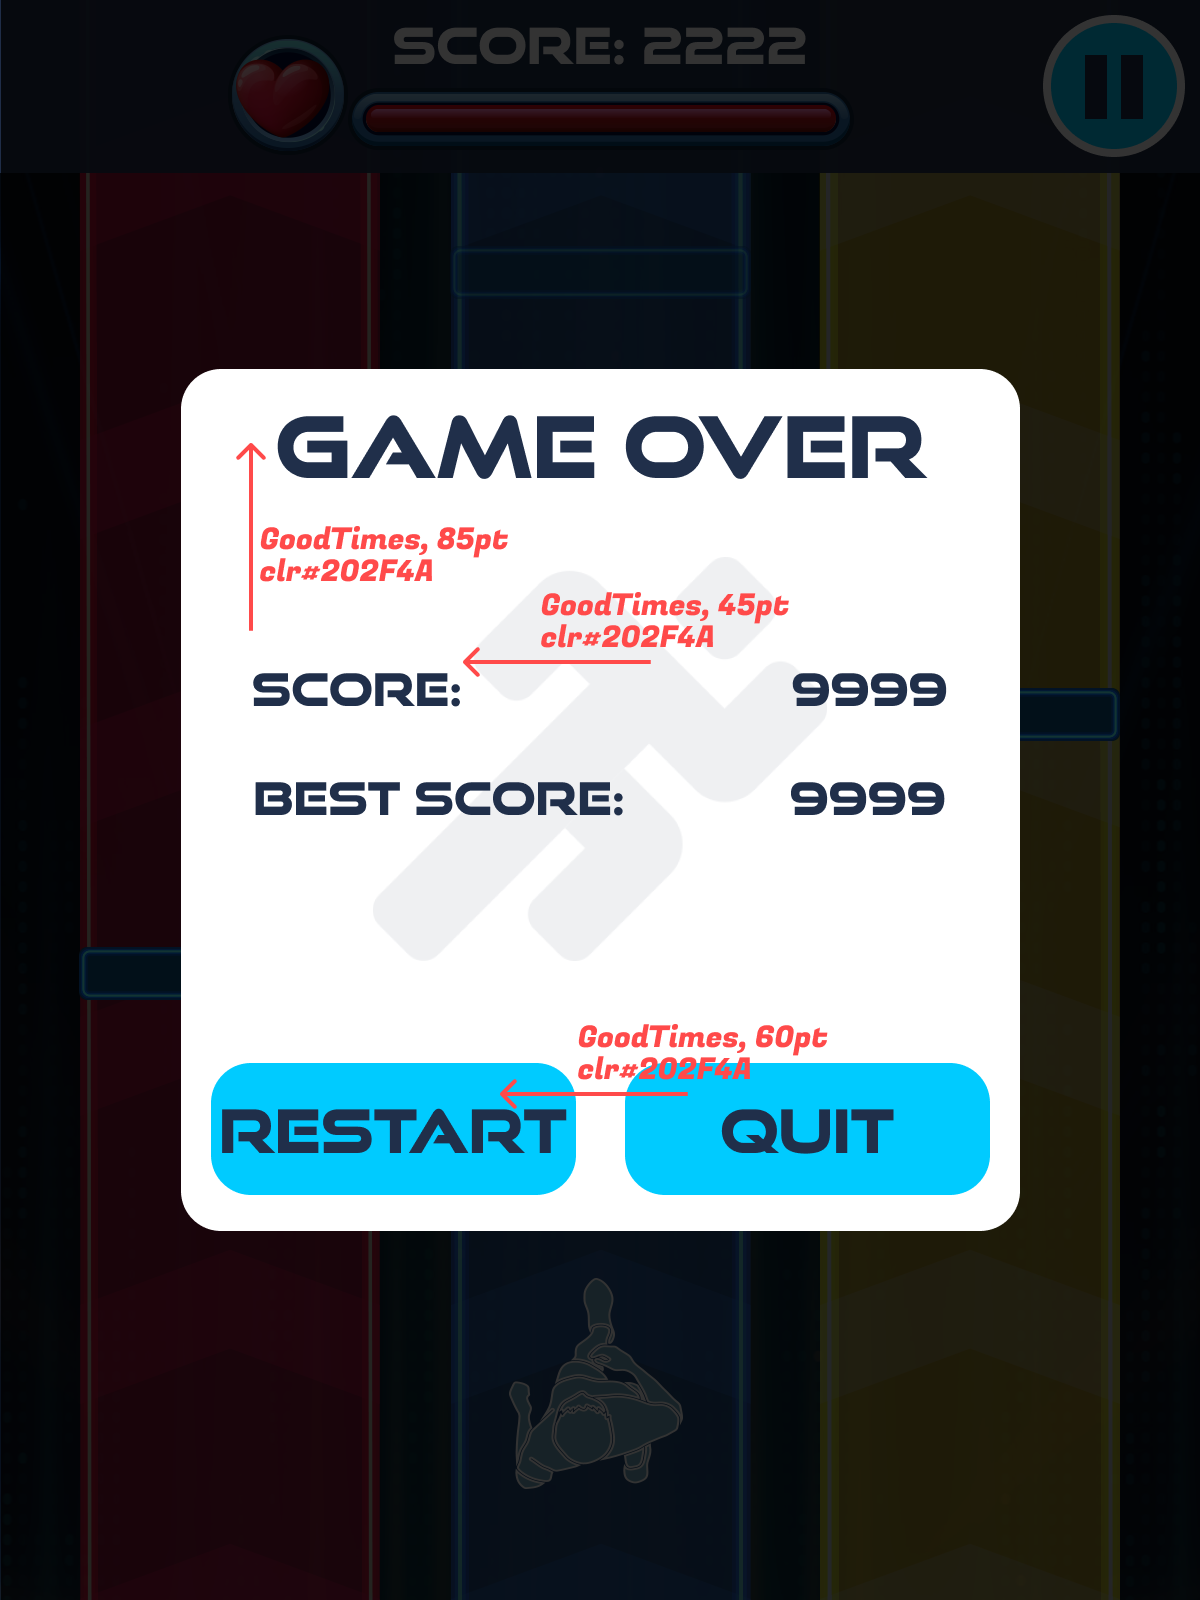 SCORE: 2222
GAME OVER
GoodTimes, 85pt
clr#202F4A
GoodTimes, 45pt
clr#202F4A
SCORE: 9999
BEST SCORE: 9999
GoodTimes, 60pt
clr#202F4A
RESTART QUIT